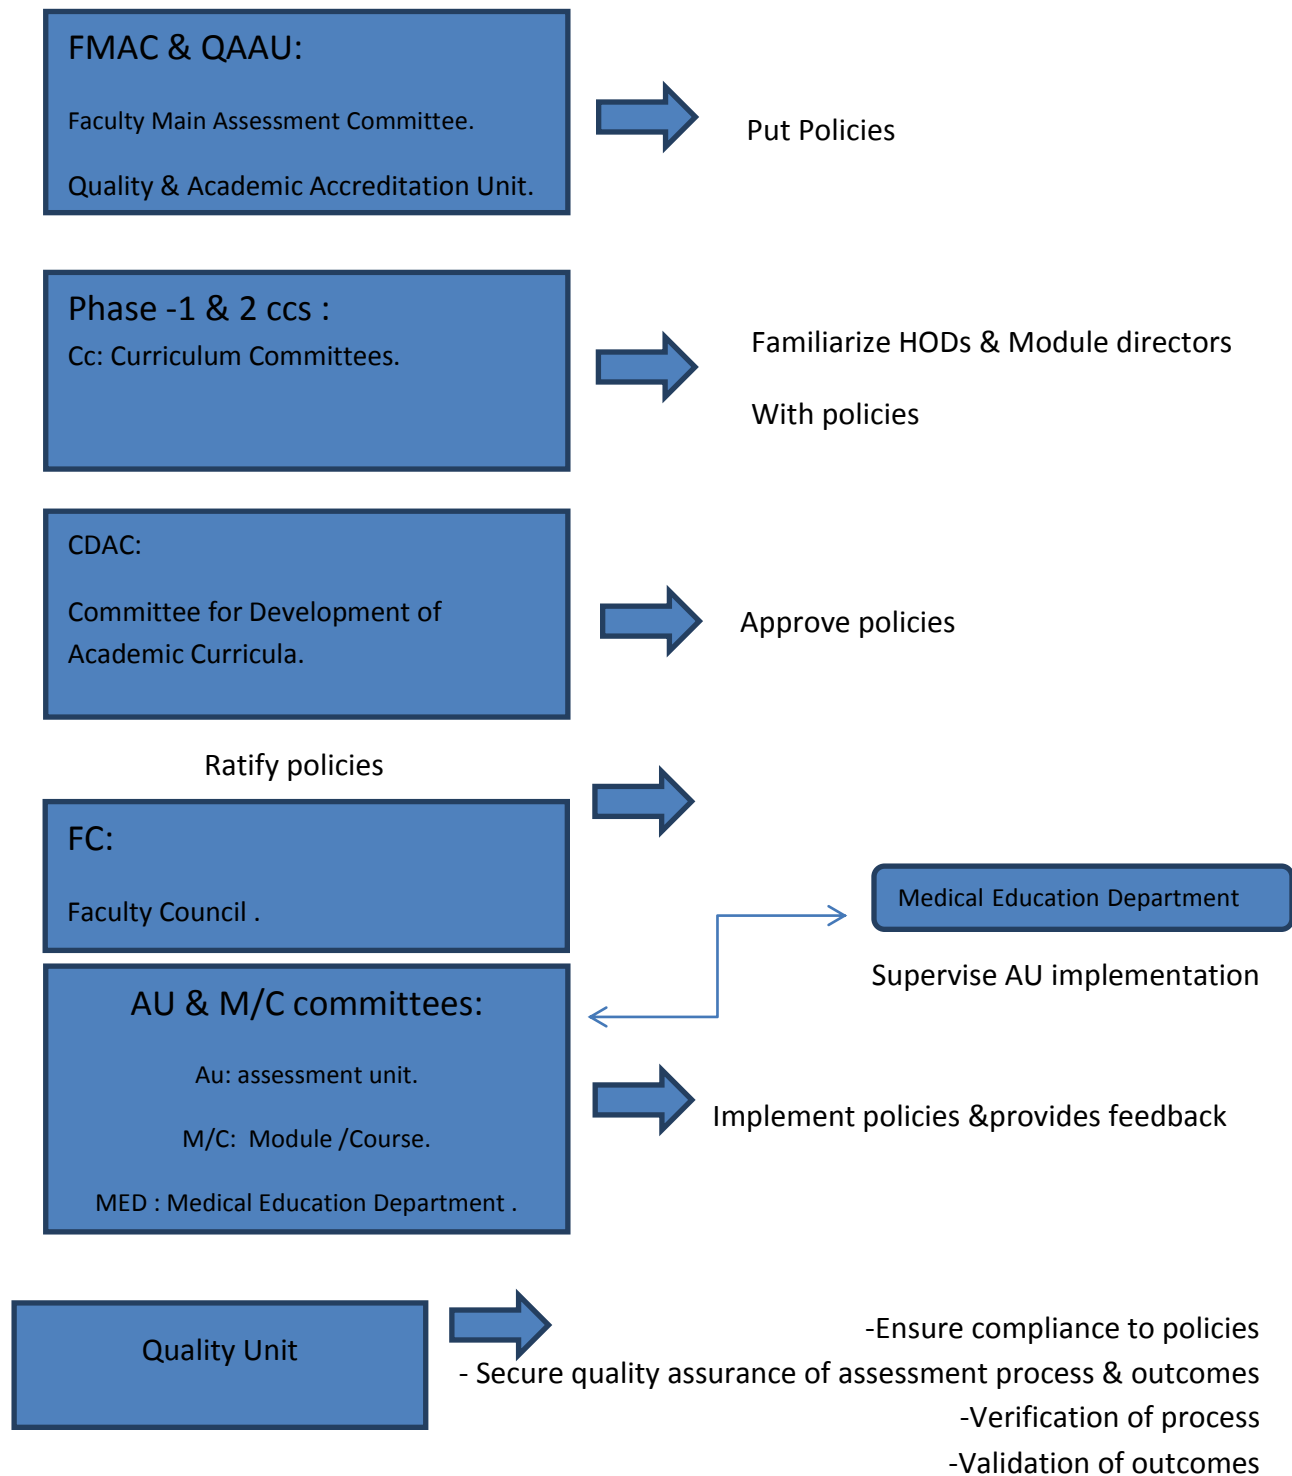 FMAC & QAAU:
Faculty Main Assessment Committee.
Quality & Academic Accreditation Unit.
Put Policies
Phase -1 & 2 ccs :
Cc: Curriculum Committees.
Familiarize HODs & Module directors
With policies
CDAC:
Committee for Development of
Academic Curricula.
Approve policies
Ratify policies
FC:
Faculty Council .
Medical Education Department
Supervise AU implementation
AU & M/C committees:
Au: assessment unit.
M/C: Module /Course.
MED : Medical Education Department .
Implement policies &provides feedback
Quality Unit
-Ensure compliance to policies
- Secure quality assurance of assessment process & outcomes
-Verification of process
-Validation of outcomes